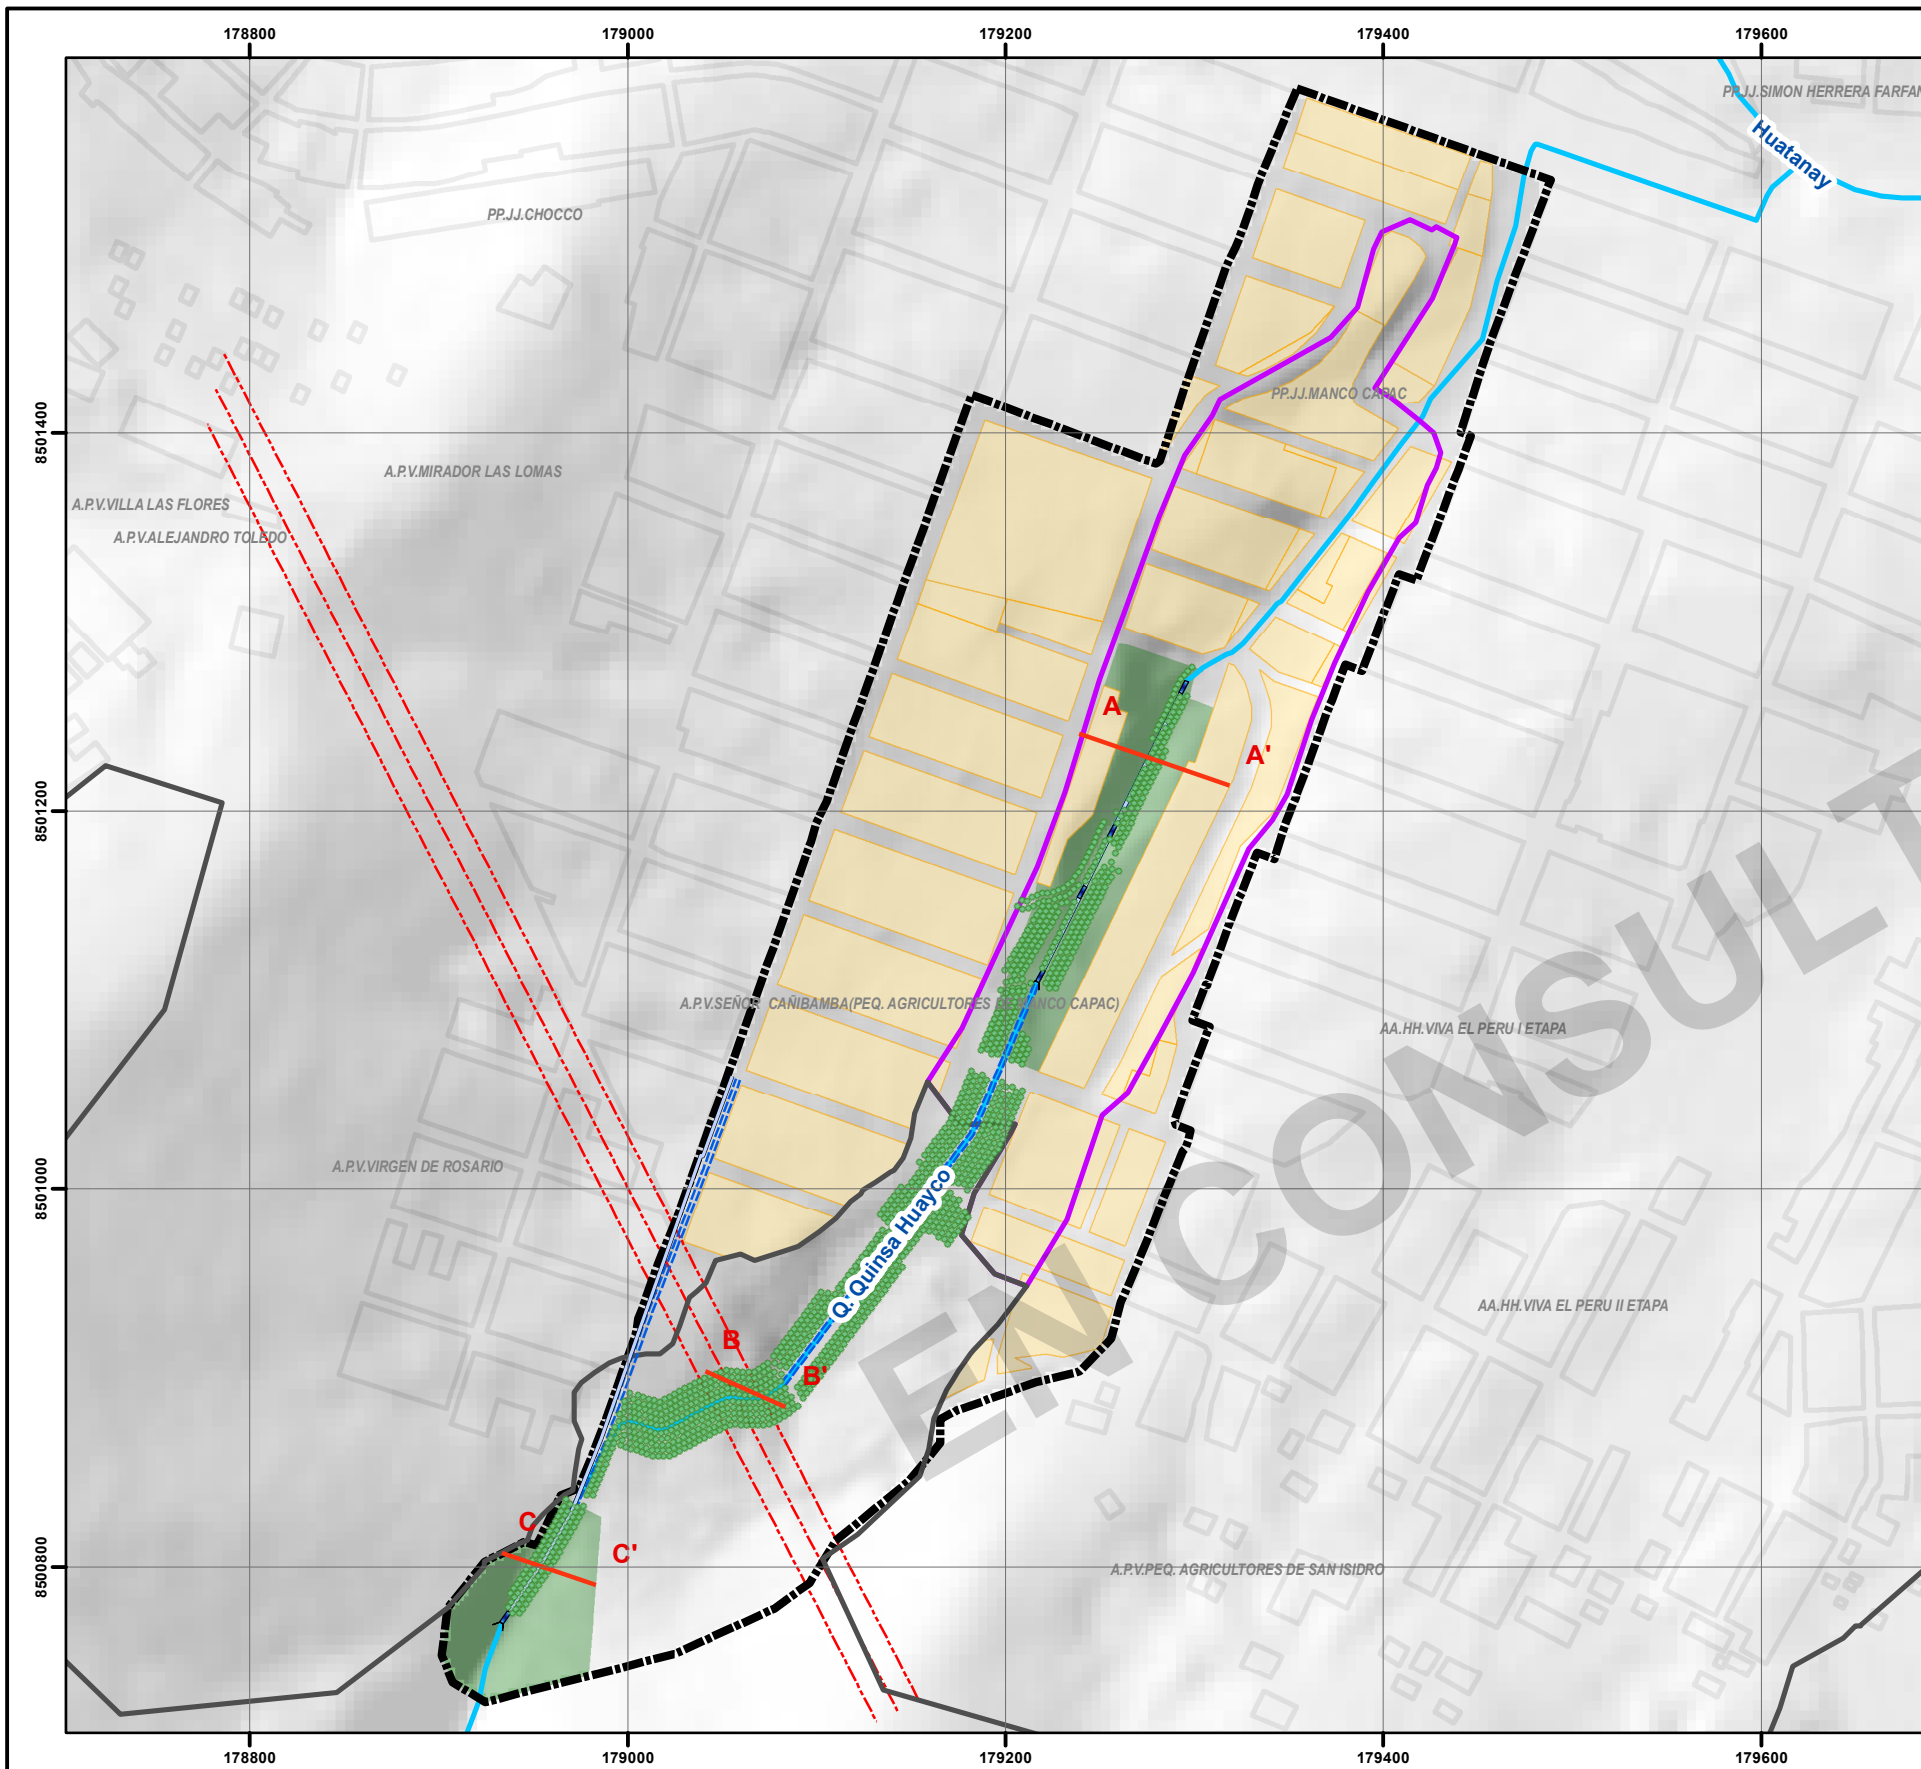 178800 179000 179200 179400 179600
PP.JJ.SIMON HERRERA FARFAN
Huatanay
PP.JJ.CHOCCO
PP.JJ.MANCO CAPAC
8501400
A.P.V.MIRADOR LAS LOMAS
A.P.V.VILLA LAS FLORES
A.P.V.ALEJANDRO TOLEDO
A
A'
8501200
EN CONSULT
A.P.V.SEÑOR CAÑIBAMBA(PEQ. AGRICULTORES DE MANCO CAPAC)
AA.HH.VIVA EL PERU I ETAPA
A.P.V.VIRGEN DE ROSARIO
8501000
Q. Quinsa Huayco
AA.HH.VIVA EL PERU II ETAPA
B
B'
C
C'
8500800
A.P.V.PEQ. AGRICULTORES DE SAN ISIDRO
178800 179000 179200 179400 179600